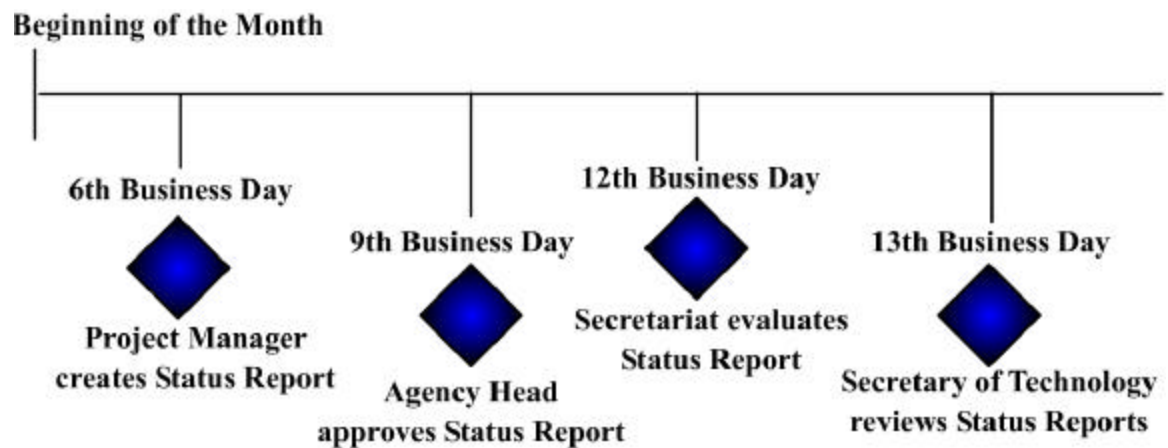 Beginning of the Month
6th Business Day
Project Manager
creates Status Report
9th Business Day
Agency Head
approves Status Report
12th Business Day
Secretariat evaluates
Status Report
13th Business Day
Secretary of Technology
reviews Status Reports